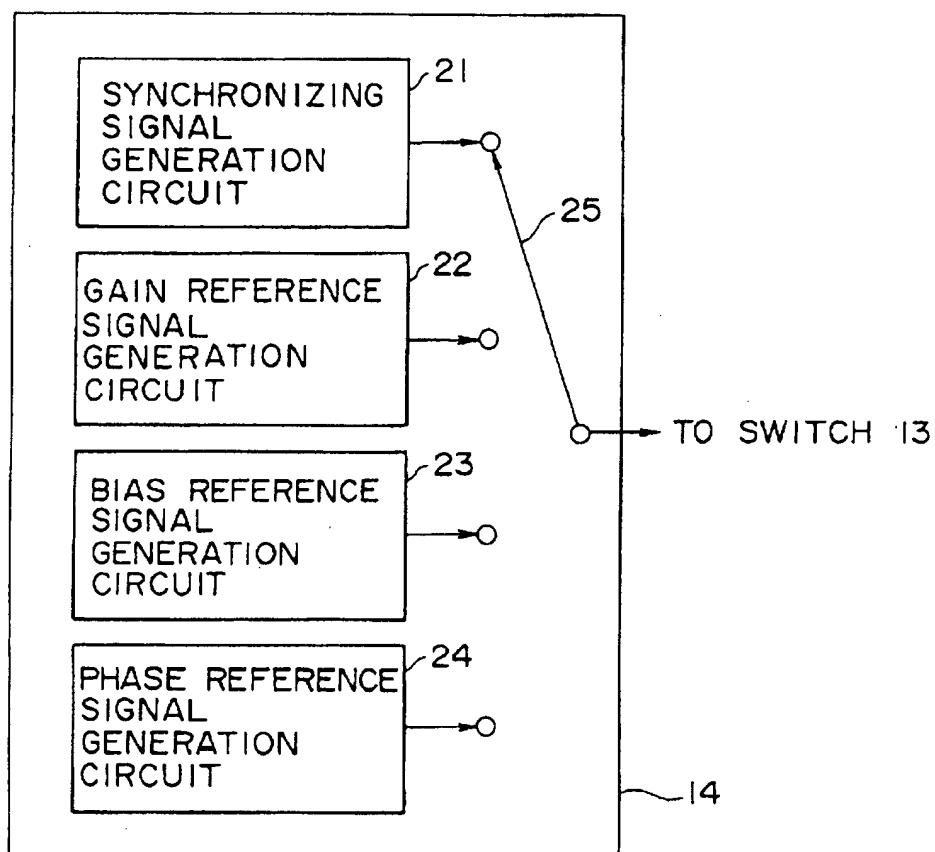 21
SYNCHRONIZING
SIGNAL
GENERATION
CIRCUIT
25
22
GAIN REFERENCE
SIGNAL
GENERATION
CIRCUIT
TO SWITCH 13
23
BIAS REFERENCE
SIGNAL
GENERATION
CIRCUIT
24
PHASE REFERENCE
SIGNAL
GENERATION
CIRCUIT
14